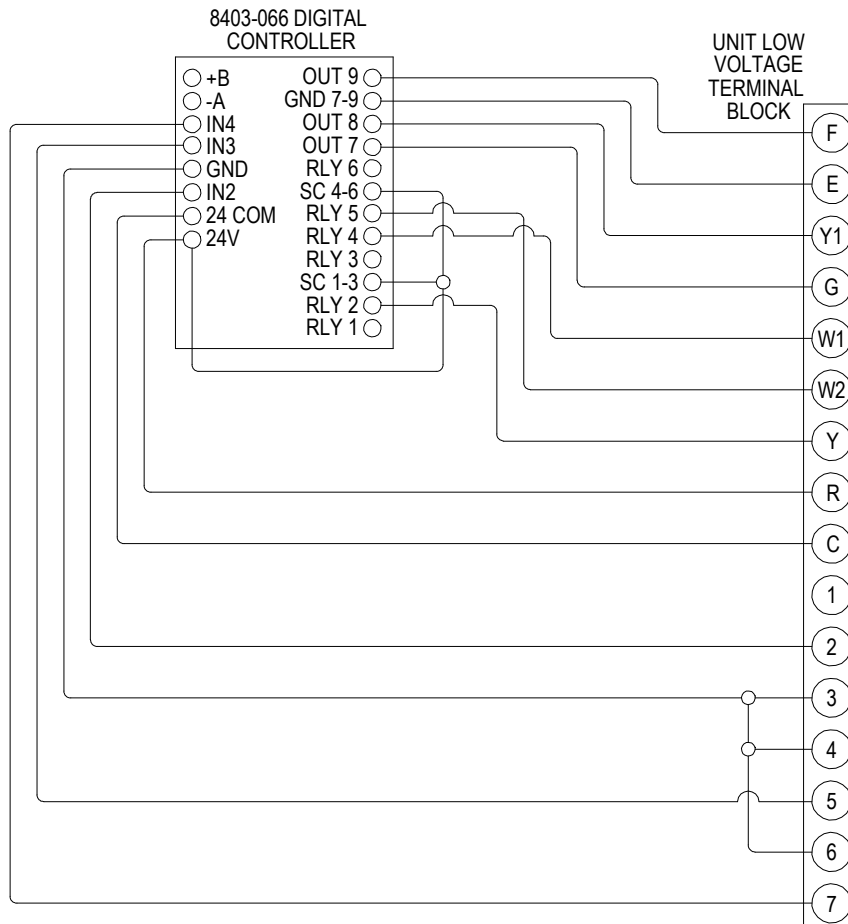 8403-066 DIGITAL
CONTROLLER
UNIT LOW
VOLTAGE
TERMINAL
BLOCK
+B
-A
IN4
IN3
GND
IN2
24 COM
24V
OUT 9
GND 7-9
OUT 8
OUT 7
RLY 6
SC 4-6
RLY 5
RLY 4
RLY 3
SC 1-3
RLY 2
RLY 1
F
E
Y1
G
W1
W2
Y
R
C
1
2
3
4
5
6
7